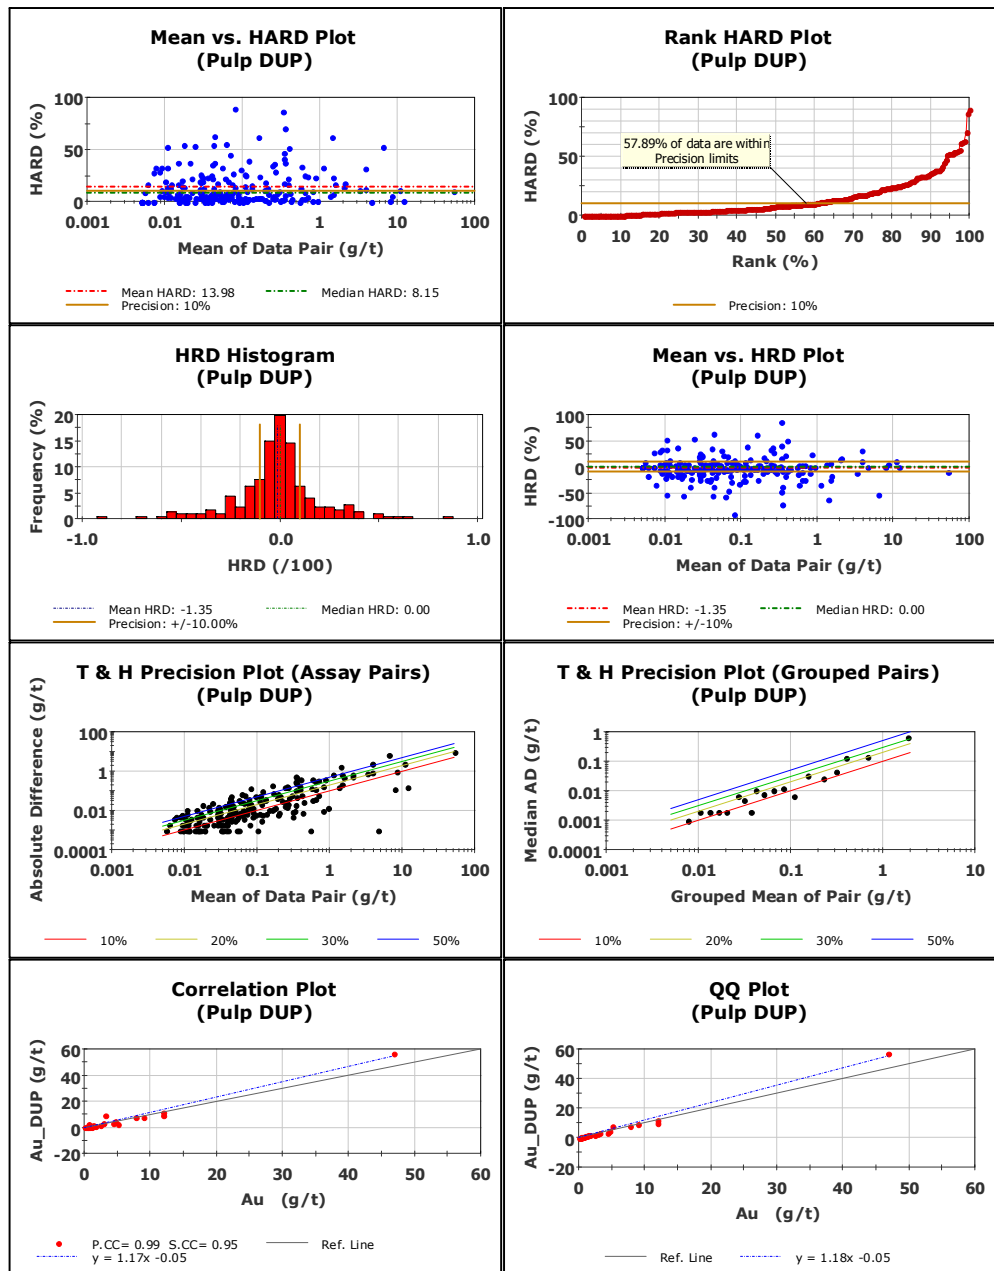 Mean vs. HARD Plot
(Pulp DUP)
HARD (%)
100
50
0
0.001
0.01
0.1
1
10
100
Mean of Data Pair (g/t)
Mean HARD: 13.98
Median HARD: 8.15
Precision: 10%
Rank HARD Plot
(Pulp DUP)
HARD (%)
100
50
0
57.89% of data are within
Precision limits
0
10
20
30
40
50
60
70
80
90
100
Rank (%)
Precision: 10%
HRD Histogram
(Pulp DUP)
Frequency (%)
20
15
10
5
0
-1.0
0.0
1.0
HRD (/100)
Mean HRD: -1.35
Median HRD: 0.00
Precision: +/-10.00%
Mean vs. HRD Plot
(Pulp DUP)
HRD (%)
100
50
0
-50
-100
0.001
0.01
0.1
1
10
100
Mean of Data Pair (g/t)
Mean HRD: -1.35
Median HRD: 0.00
Precision: +/-10%
T & H Precision Plot (Assay Pairs)
(Pulp DUP)
Absolute Difference (g/t)
100
1
0.01
0.0001
0.001
0.01
0.1
1
10
100
Mean of Data Pair (g/t)
10%
20%
30%
50%
T & H Precision Plot (Grouped Pairs)
(Pulp DUP)
Median AD (g/t)
1
0.1
0.01
0.001
0.0001
0.001
0.01
0.1
1
10
Grouped Mean of Pair (g/t)
10%
20%
30%
50%
Correlation Plot
(Pulp DUP)
Au_DUP (g/t)
60
40
20
0
-20
0
10
20
30
40
50
60
Au (g/t)
P.CC= 0.99 S.CC= 0.95
Ref. Line
y = 1.17x -0.05
QQ Plot
(Pulp DUP)
Au_DUP (g/t)
60
40
20
0
-20
0
10
20
30
40
50
60
Au (g/t)
Ref. Line
y = 1.18x -0.05